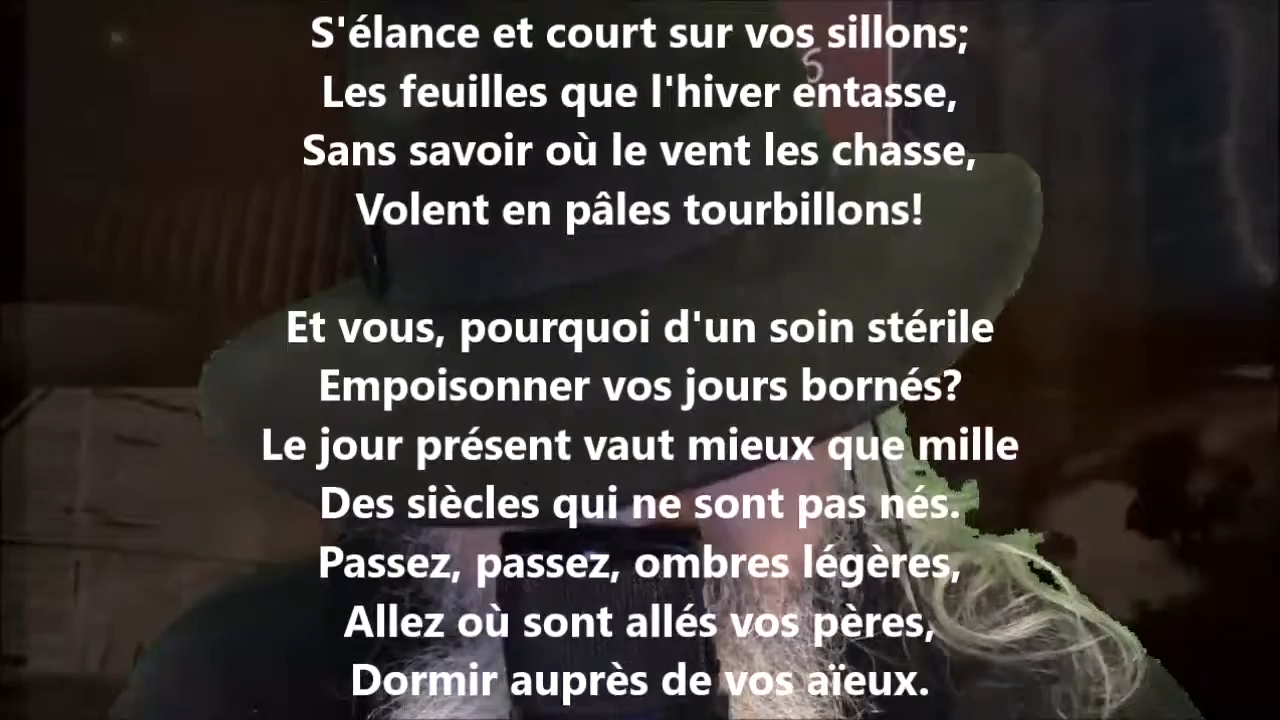 S'élance et court sur vos sillons;
Les feuilles que l'hiver entasse,
Sans savoir où le vent les chasse,
Volent en pâles tourbillons!
Et vous, pourquoi d'un soin stérile
Empoisonner vos jours bornés?
Le jour présent vaut mieux que mille
Des siècles qui ne sont pas nés.
Passez, passez, ombres légères,
Allez où sont allés vos pères,
Dormir auprès de vos aïeux.